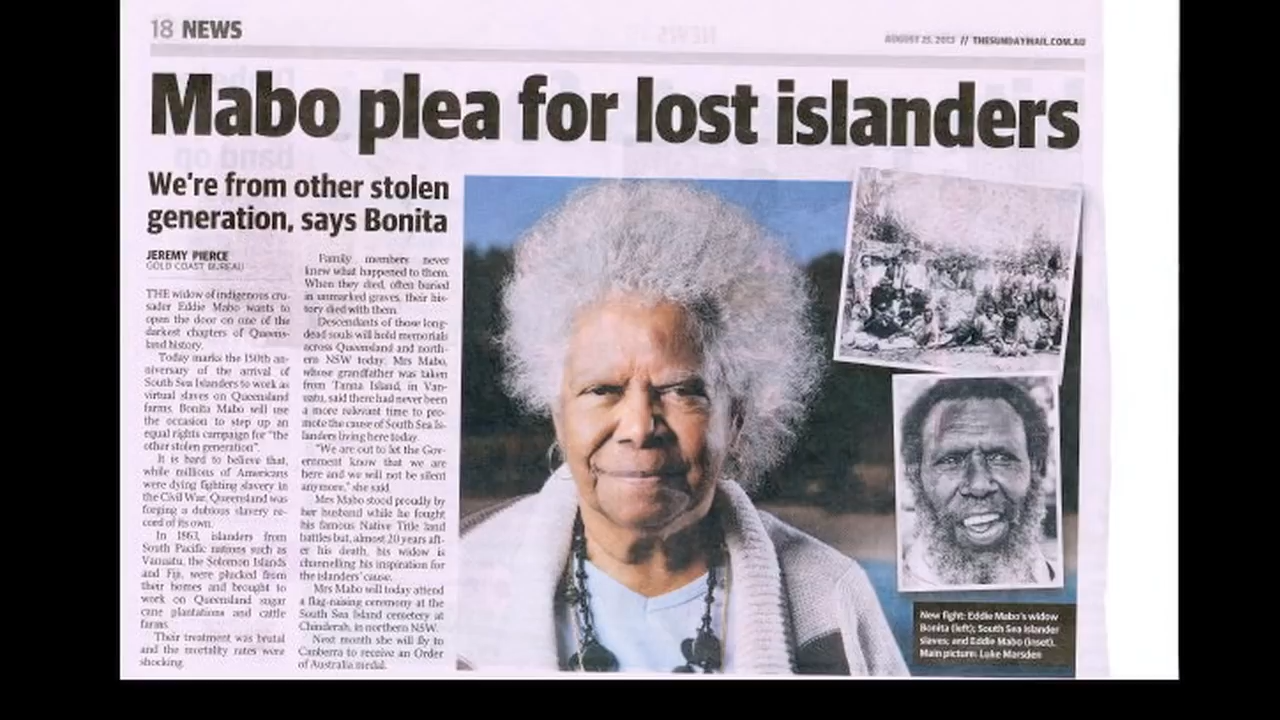 18 NEWS
AUGUST 25, 2013 // THESUNDAYMAIL.COM.AU
Mabo plea for lost islanders
We're from other stolen
generation, says Bonita
JEREMY PIERCE
GOLD COAST BUREAU
THE widow of indigenous cru-
sader Eddie Mabo wants to
open the door on one of the
darkest chapters of Queens-
land history.
Today marks the 150th an-
niversary of the arrival of
South Sea Islanders to work as
virtual slaves on Queensland
farms. Bonita Mabo will use
the occasion to step up an
equal rights campaign for "the
other stolen generation".
It is hard to believe that,
while millions of Americans
were dying fighting slavery in
the Civil War, Queensland was
forging a dubious slavery re-
cord of its own.
In 1863, islanders from
South Pacific nations such as
Vanuatu, the Solomon Islands
and Fiji, were plucked from
their homes and brought to
work on Queensland sugar
cane plantations and cattle
farms.
Their treatment was brutal
and the mortality rates were
shocking.
Family members never
knew what happened to them.
When they died, often buried
in unmarked graves, their his-
tory died with them.
Descendants of those long-
dead souls will hold memorials
across Queensland and north-
ern NSW today. Mrs Mabo,
whose grandfather was taken
from Tanna Island, in Van-
uatu, said there had never been
a more relevant time to pro-
mote the cause of South Sea Is-
landers living here today.
"We are out to let the Gov-
ernment know that we are
here and we will not be silent
anymore," she said.
Mrs Mabo stood proudly by
her husband while he fought
his famous Native Title land
battles but, almost 20 years aft-
er his death, his widow is
channelling his inspiration for
the islanders' cause.
Mrs Mabo will today attend
a flag-raising ceremony at the
South Sea Island cemetery at
Chinderah, in northern NSW.
Next month she will fly to
Canberra to receive an Order
of Australia medal.
New fight: Eddie Mabo's widow
Bonita (left); South Sea Islander
slaves; and Eddie Mabo (inset).
Main picture: Luke Marsden